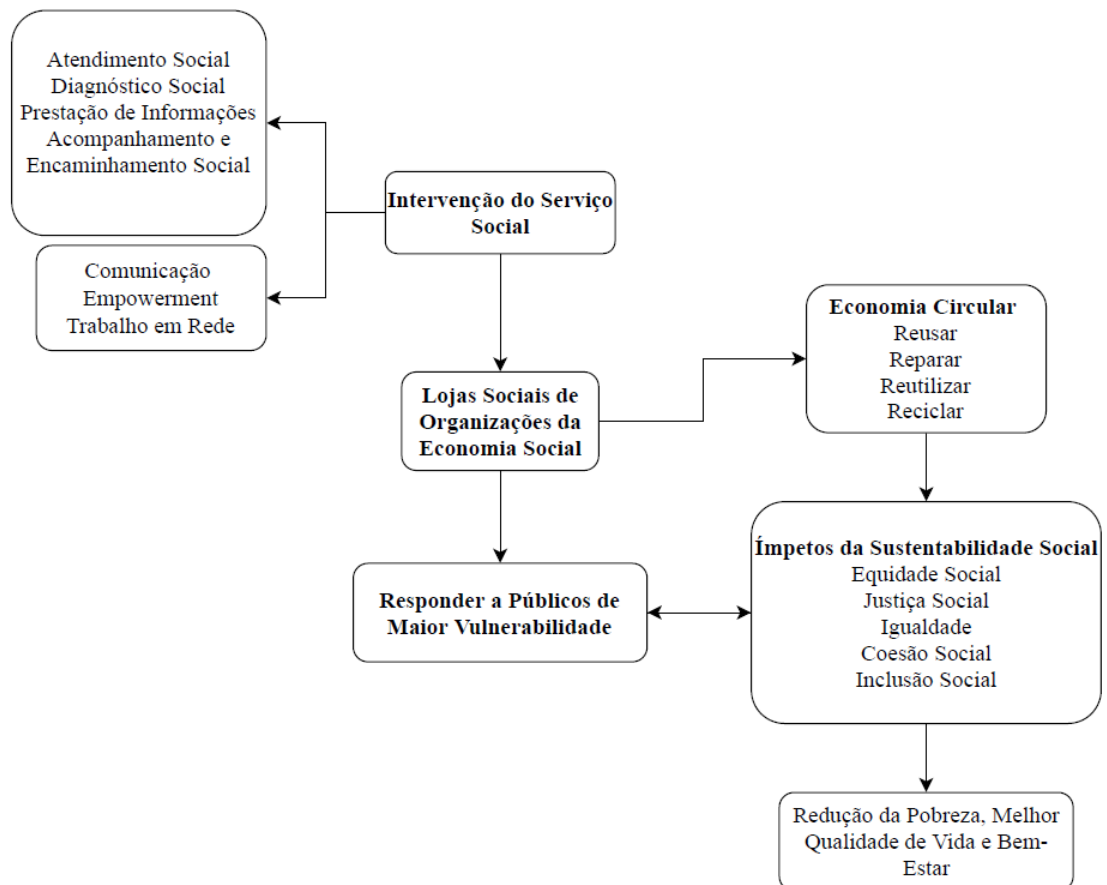 Atendimento Social
Diagnóstico Social
Prestação de Informações
Acompanhamento e
Encaminhamento Social
Intervenção do Serviço
Social
Comunicação
Empowerment
Trabalho em Rede
Economia Circular
Reusar
Reparar
Reutilizar
Reciclar
Lojas Sociais de
Organizações da
Economia Social
Ímpetos da Sustentabilidade Social
Equidade Social
Justiça Social
Igualdade
Coesão Social
Inclusão Social
Responder a Públicos de
Maior Vulnerabilidade
Redução da Pobreza, Melhor
Qualidade de Vida e Bem-
Estar